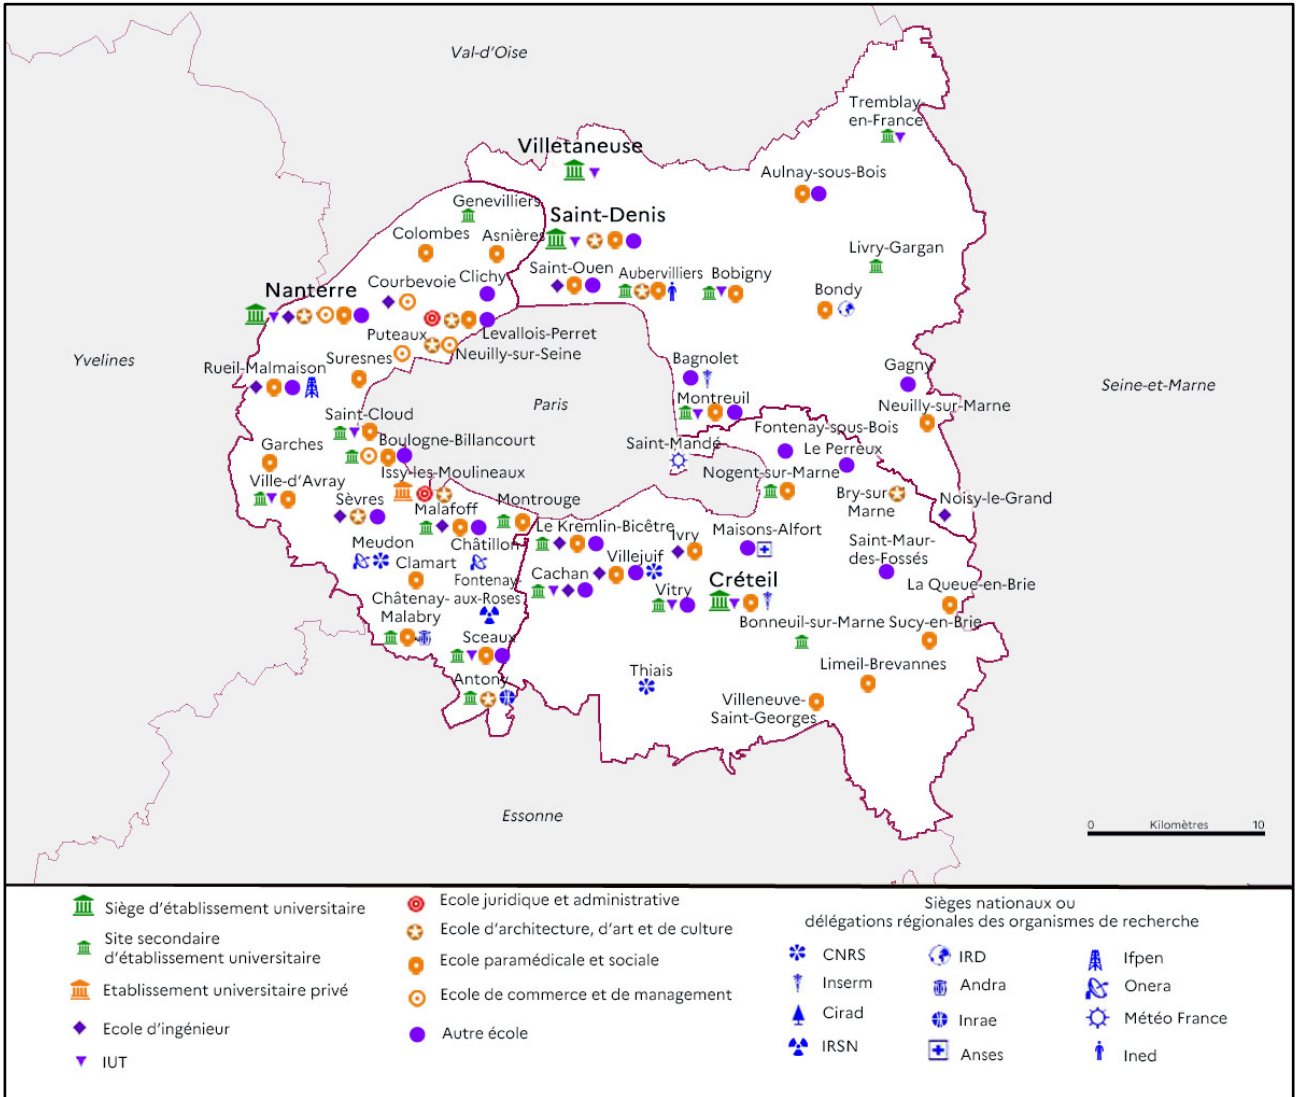 Val-d'Oise
Tremblay-
en-France
Villetaneuse
Aulnay-sous-Bois
Genevilliers
Saint-Denis
Colombes
Asnières
Livry-Gargan
Saint-Ouen
Aubervilliers
Bobigny
Courbevoie
Clichy
Nanterre
Bondy
Puteaux
Levallois-Perret
Neuilly-sur-Seine
Yvelines
Rueil-Malmaison
Suresnes
Bagnolet
Gagny
Seine-et-Marne
Paris
Montreuil
Neuilly-sur-Marne
Saint-Cloud
Fontenay-sous-Bois
Garches
Boulogne-Billancourt
Saint-Mandé
Le Perreux
Issy-les-Moulineaux
Nogent-sur-Marne
Ville-d'Avray
Sèvres
Montrouge
Bry-sur-
Marne
Noisy-le-Grand
Malafoff
Le Kremlin-Bicêtre
Ivry
Maisons-Alfort
Saint-Maur-
des-Fossés
Meudon
Châtillon
Clamart
Villejuif
Cachan
Créteil
Fontenay-
aux-Roses
Vitry
La Queue-en-Brie
Châtenay-
Malabry
Bonneuil-sur-Marne
Sucy-en-Brie
Sceaux
Limeil-Brevannes
Antony
Thiais
Villeneuve-
Saint-Georges
Essonne
0 Kilomètres 10
Siège d'établissement universitaire
Site secondaire
d'établissement universitaire
Etablissement universitaire privé
Ecole d'ingénieur
IUT
Ecole juridique et administrative
Ecole d'architecture, d'art et de culture
Ecole paramédicale et sociale
Ecole de commerce et de management
Autre école
Sièges nationaux ou
délégations régionales des organismes de recherche
CNRS
Inserm
Cirad
IRSN
IRD
Andra
Inrae
Anses
Ifpen
Onera
Météo France
Ined